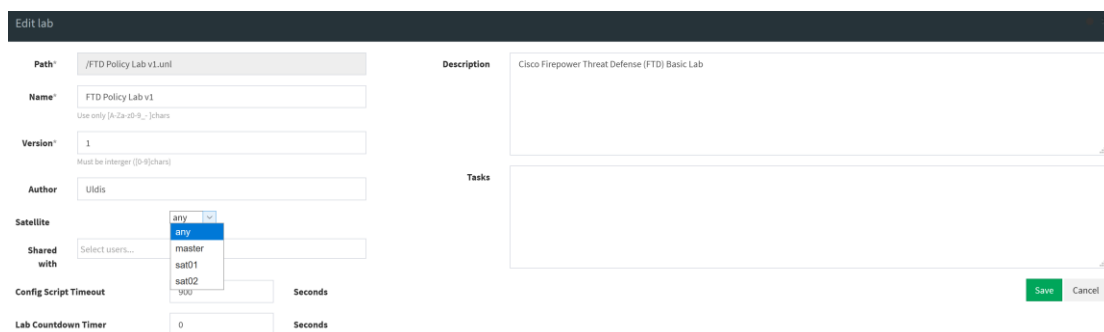 Edit lab
Path*
/FTD Policy Lab v1.unl
Name*
FTD Policy Lab v1
Use only [A-Za-z0-9_- ]chars
Version*
1
Must be interger ([0-9]chars)
Author
Uldis
Satellite
any
any
master
sat01
sat02
Shared with
Select users...
Config Script Timeout
900
Seconds
Lab Countdown Timer
0
Seconds
Description
Cisco Firepower Threat Defense (FTD) Basic Lab
Tasks
Save
Cancel